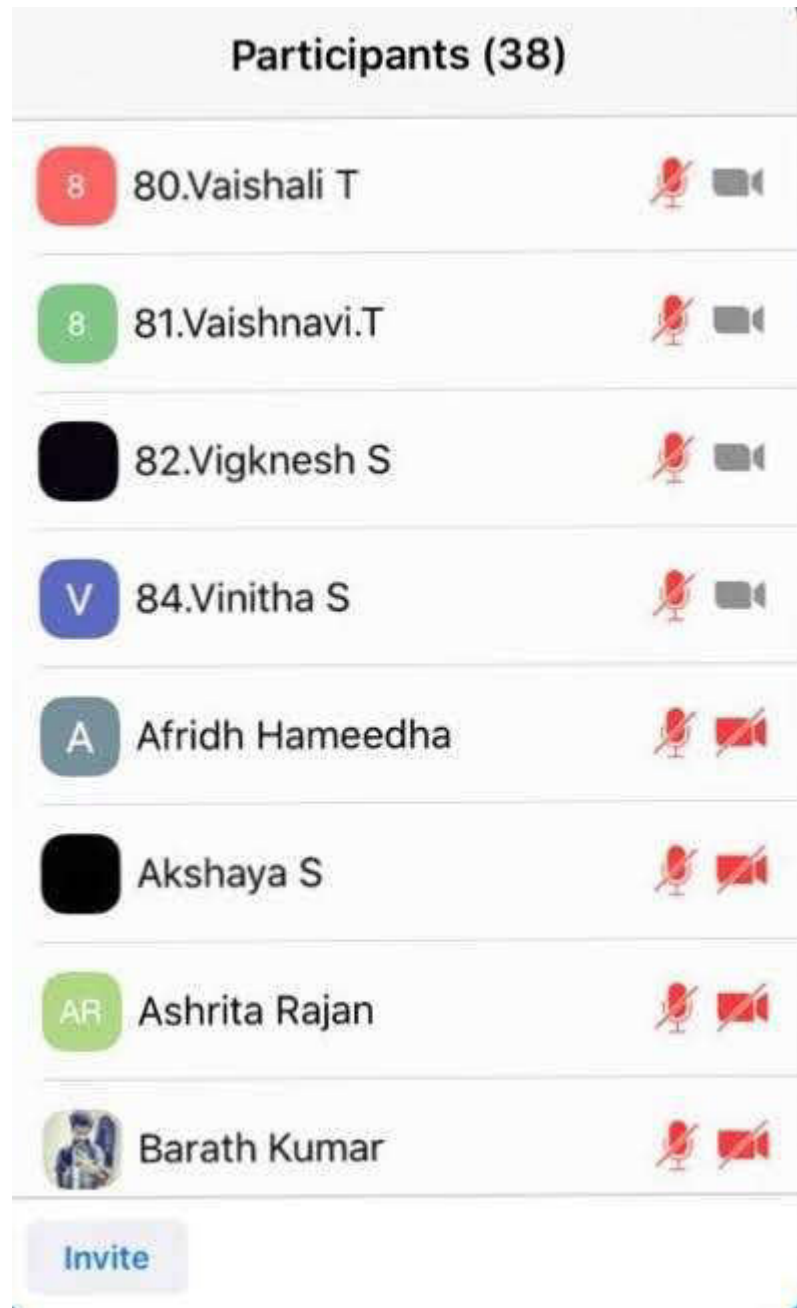 Participants (38)
8 80.Vaishali T
8 81.Vaishnavi.T
82.Vigknesh S
V 84.Vinitha S
A Afridh Hameedha
Akshaya S
AR Ashrita Rajan
Barath Kumar
Invite